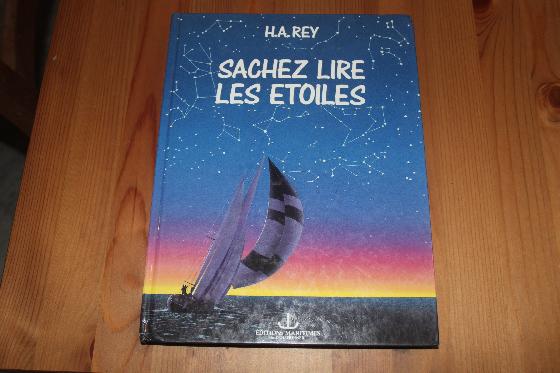 H.A. REY
SACHEZ LIRE
LES ETOILES
EDITIONS MARITIMES